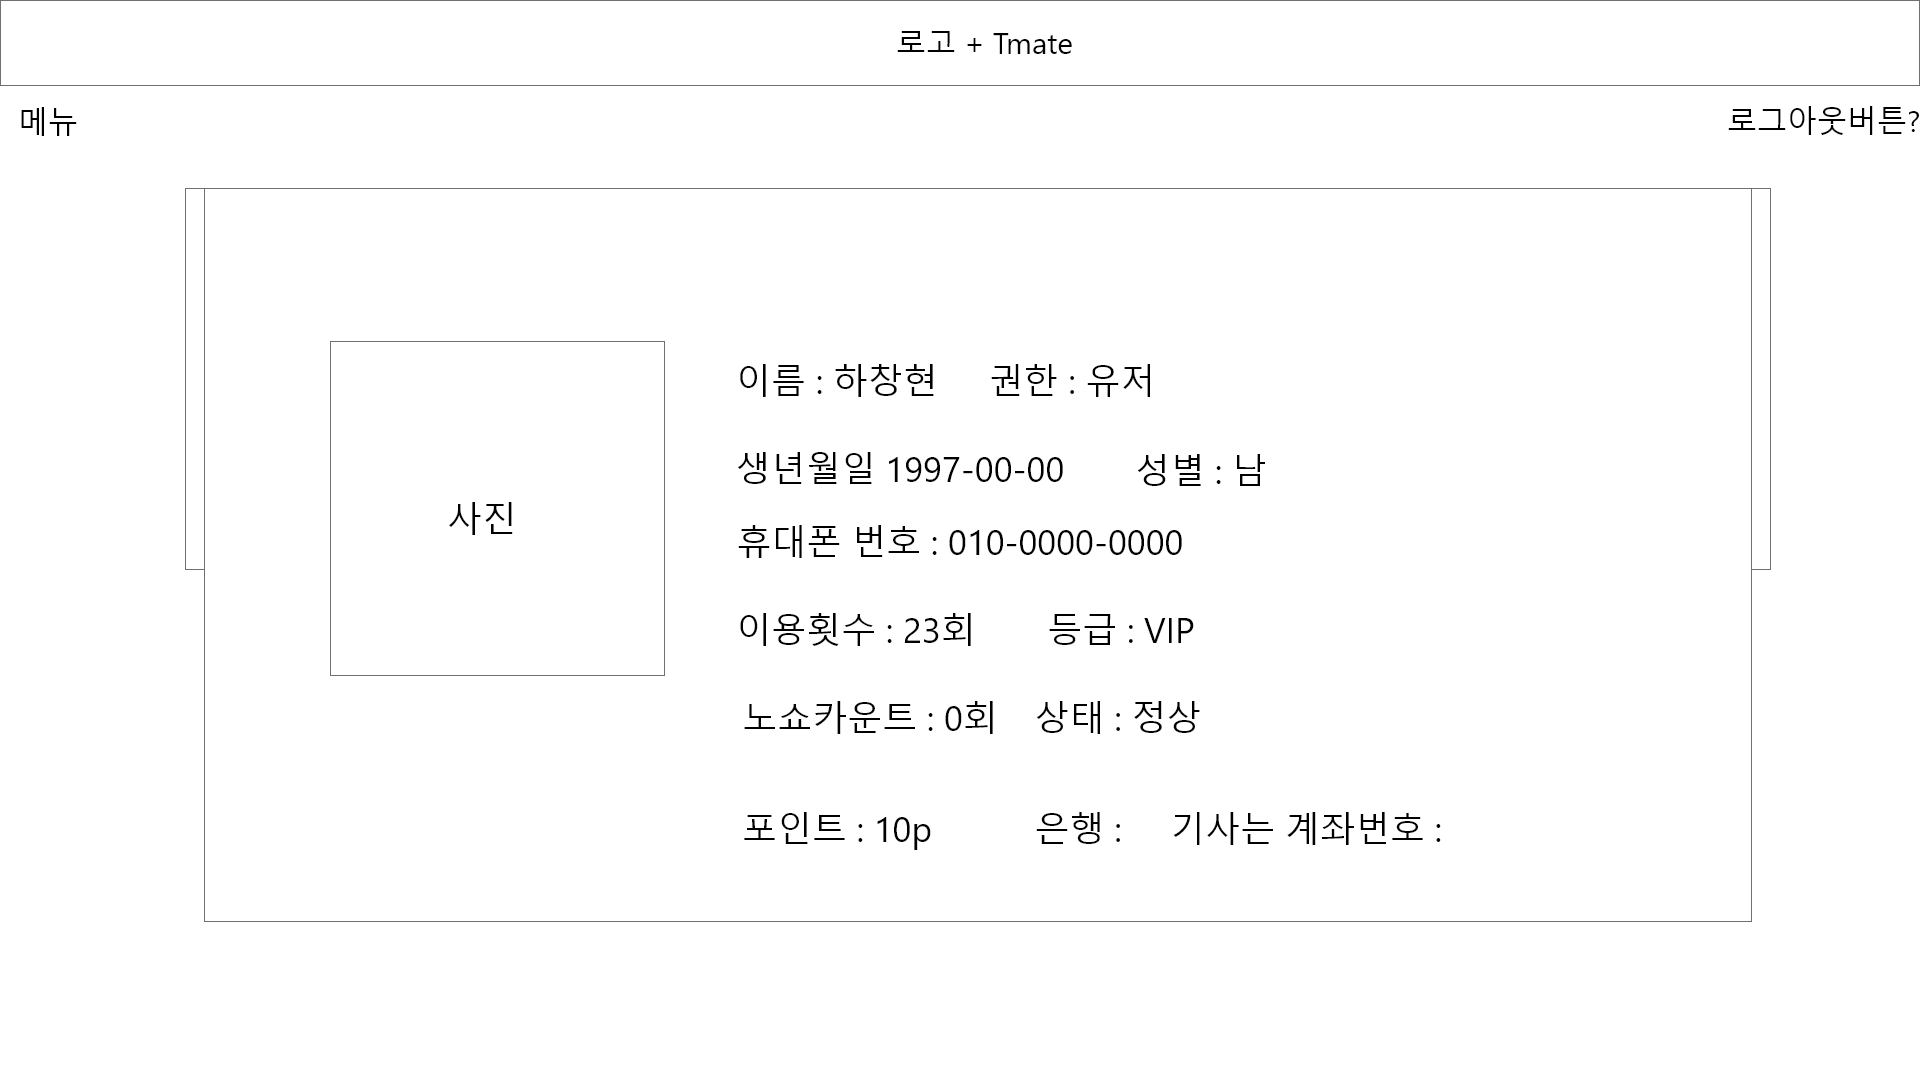 로고 + Tmate
메뉴
로그아웃버튼?
이름 : 하창현 권한 : 유저
생년월일 1997-00-00 성별 : 남
사진
휴대폰 번호 : 010-0000-0000
이용횟수 : 23회 등급 : VIP
노쇼카운트 : 0회 상태 : 정상
포인트 : 10p 은행 : 기사는 계좌번호 :